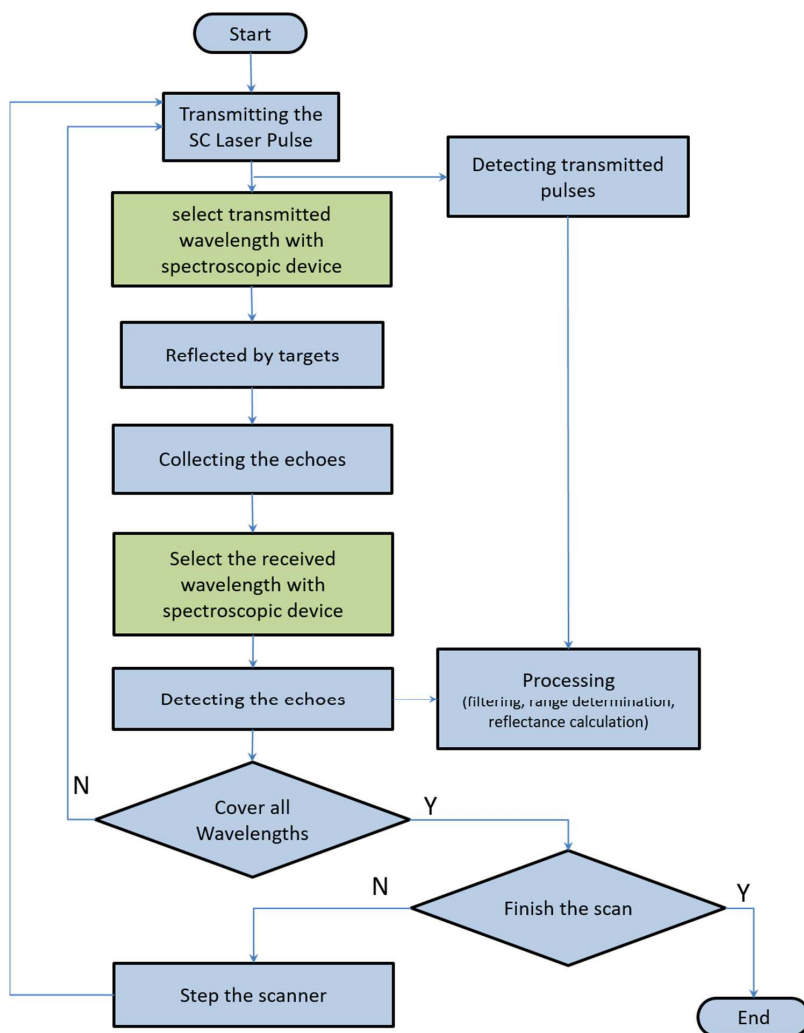 Start
Transmitting the
SC Laser Pulse
Detecting transmitted
pulses
select transmitted
wavelength with
spectroscopic device
Reflected by targets
Collecting the echoes
Select the received
wavelength with
spectroscopic device
Detecting the echoes
Processing
(filtering, range determination,
reflectance calculation)
N
Cover all
Wavelengths
Y
N
Finish the scan
Y
Step the scanner
End